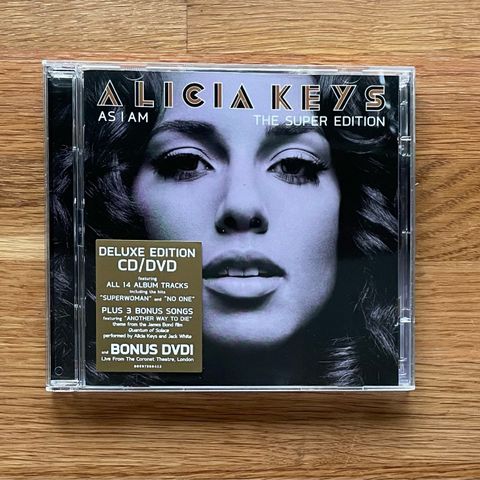 ALICIA KEYS
AS I AM THE SUPER EDITION
DELUXE EDITION
CD/DVD
featuring
ALL 14 ALBUM TRACKS
including the hits
"SUPERWOMAN" and "NO ONE"
PLUS 3 BONUS SONGS
featuring "ANOTHER WAY TO DIE"
theme from the James Bond film
Quantum of Solace
performed by Alicia Keys and Jack White
and BONUS DVD!
Live From The Coronet Theatre, London